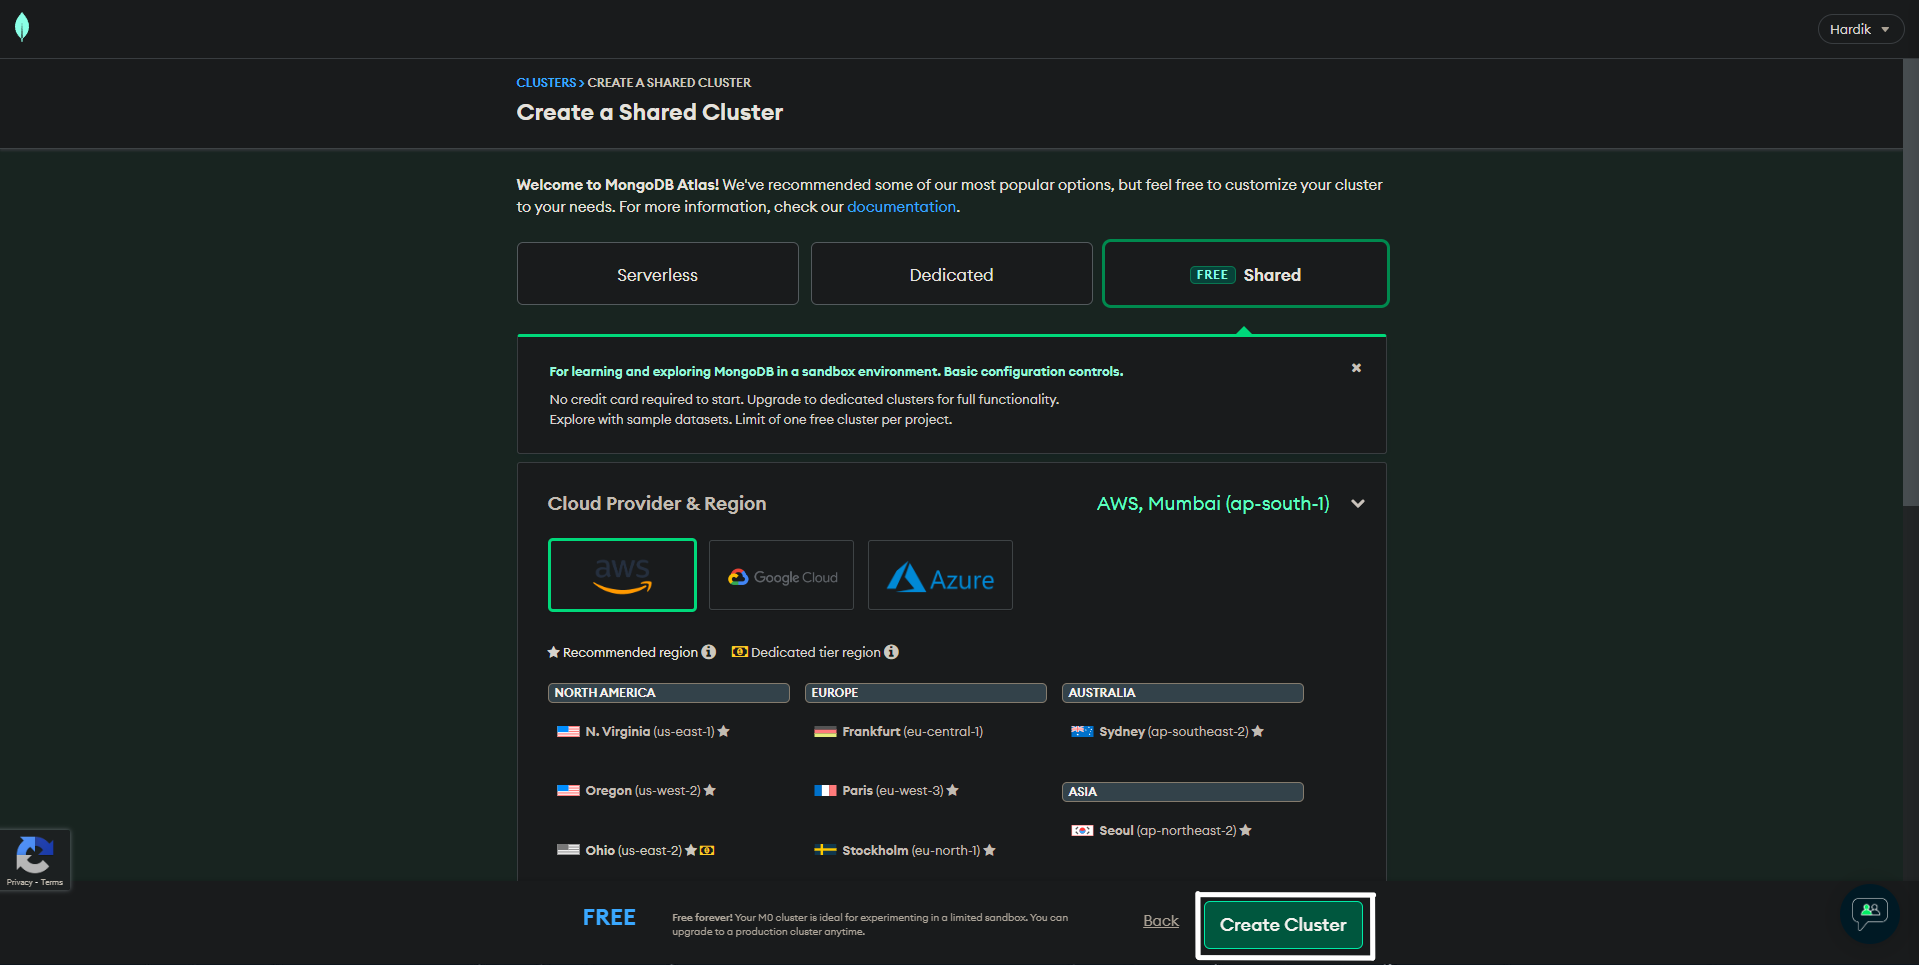 Hardik
CLUSTERS > CREATE A SHARED CLUSTER
Create a Shared Cluster
Welcome to MongoDB Atlas! We've recommended some of our most popular options, but feel free to customize your cluster
to your needs. For more information, check our documentation.
Serverless
Dedicated
FREE Shared
For learning and exploring MongoDB in a sandbox environment. Basic configuration controls.
No credit card required to start. Upgrade to dedicated clusters for full functionality.
Explore with sample datasets. Limit of one free cluster per project.
Cloud Provider & Region
AWS, Mumbai (ap-south-1)
aws
Google Cloud
Azure
Recommended region
Dedicated tier region
NORTH AMERICA
N. Virginia (us-east-1)
Oregon (us-west-2)
Ohio (us-east-2)
EUROPE
Frankfurt (eu-central-1)
Paris (eu-west-3)
Stockholm (eu-north-1)
AUSTRALIA
Sydney (ap-southeast-2)
ASIA
Seoul (ap-northeast-2)
Privacy - Terms
FREE
Free forever! Your M0 cluster is ideal for experimenting in a limited sandbox. You can
upgrade to a production cluster anytime.
Back
Create Cluster